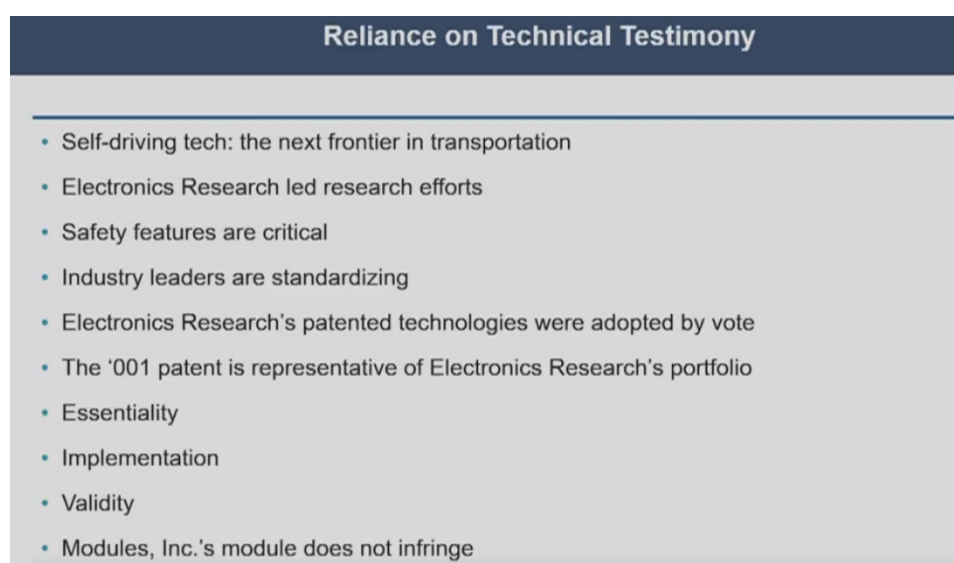 Reliance on Technical Testimony
• Self-driving tech: the next frontier in transportation
• Electronics Research led research efforts
• Safety features are critical
• Industry leaders are standardizing
• Electronics Research’s patented technologies were adopted by vote
• The ‘001 patent is representative of Electronics Research’s portfolio
• Essentiality
• Implementation
• Validity
• Modules, Inc.’s module does not infringe